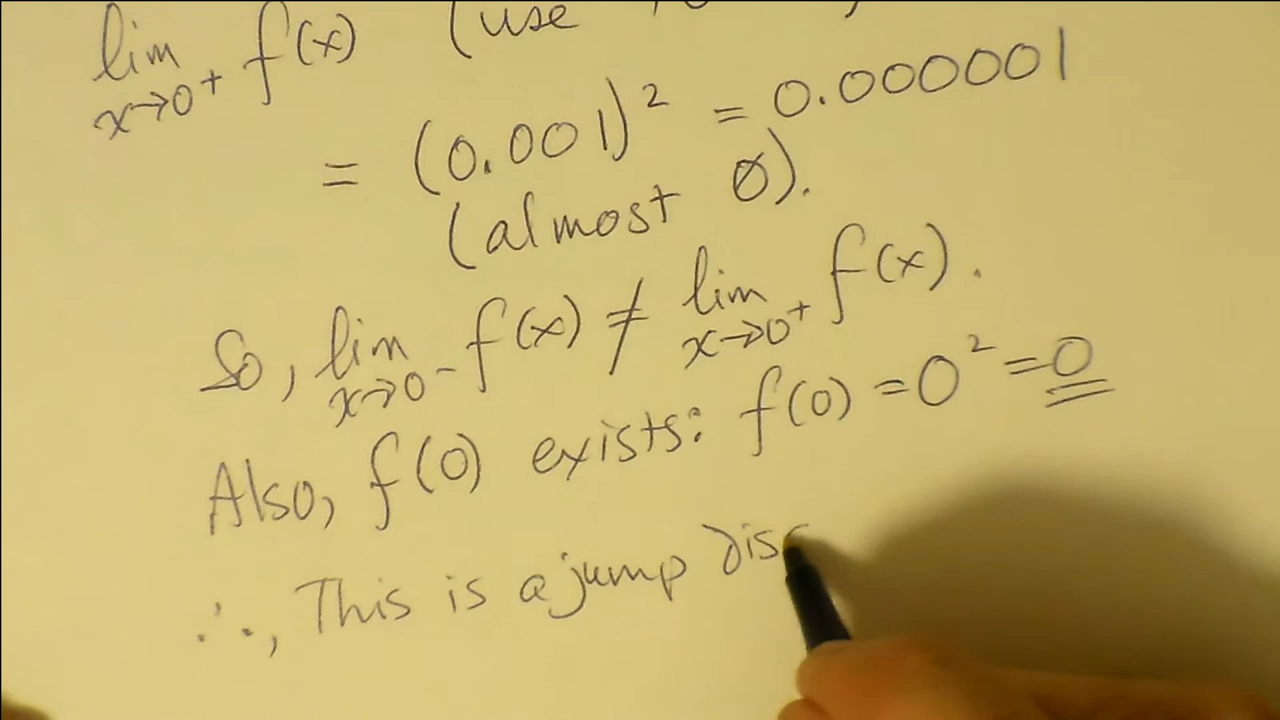 lim f(x) (use
x→0⁺
= (0.001)² = 0.000001
(almost 0).
So, lim f(x) ≠ lim f(x).
x→0⁻ x→0⁺
Also, f(0) exists: f(0) = 0² = 0
∴, This is a jump dis